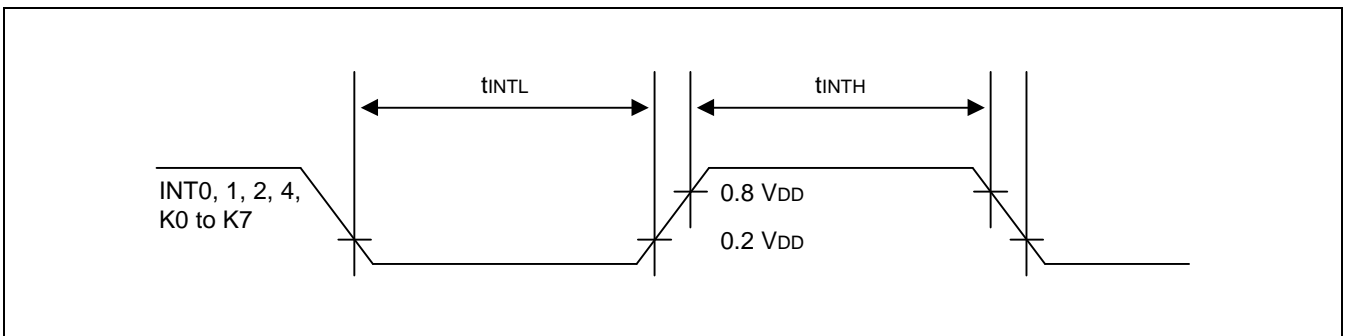 tINTL
tINTH
INT0, 1, 2, 4,
K0 to K7
0.8 VDD
0.2 VDD